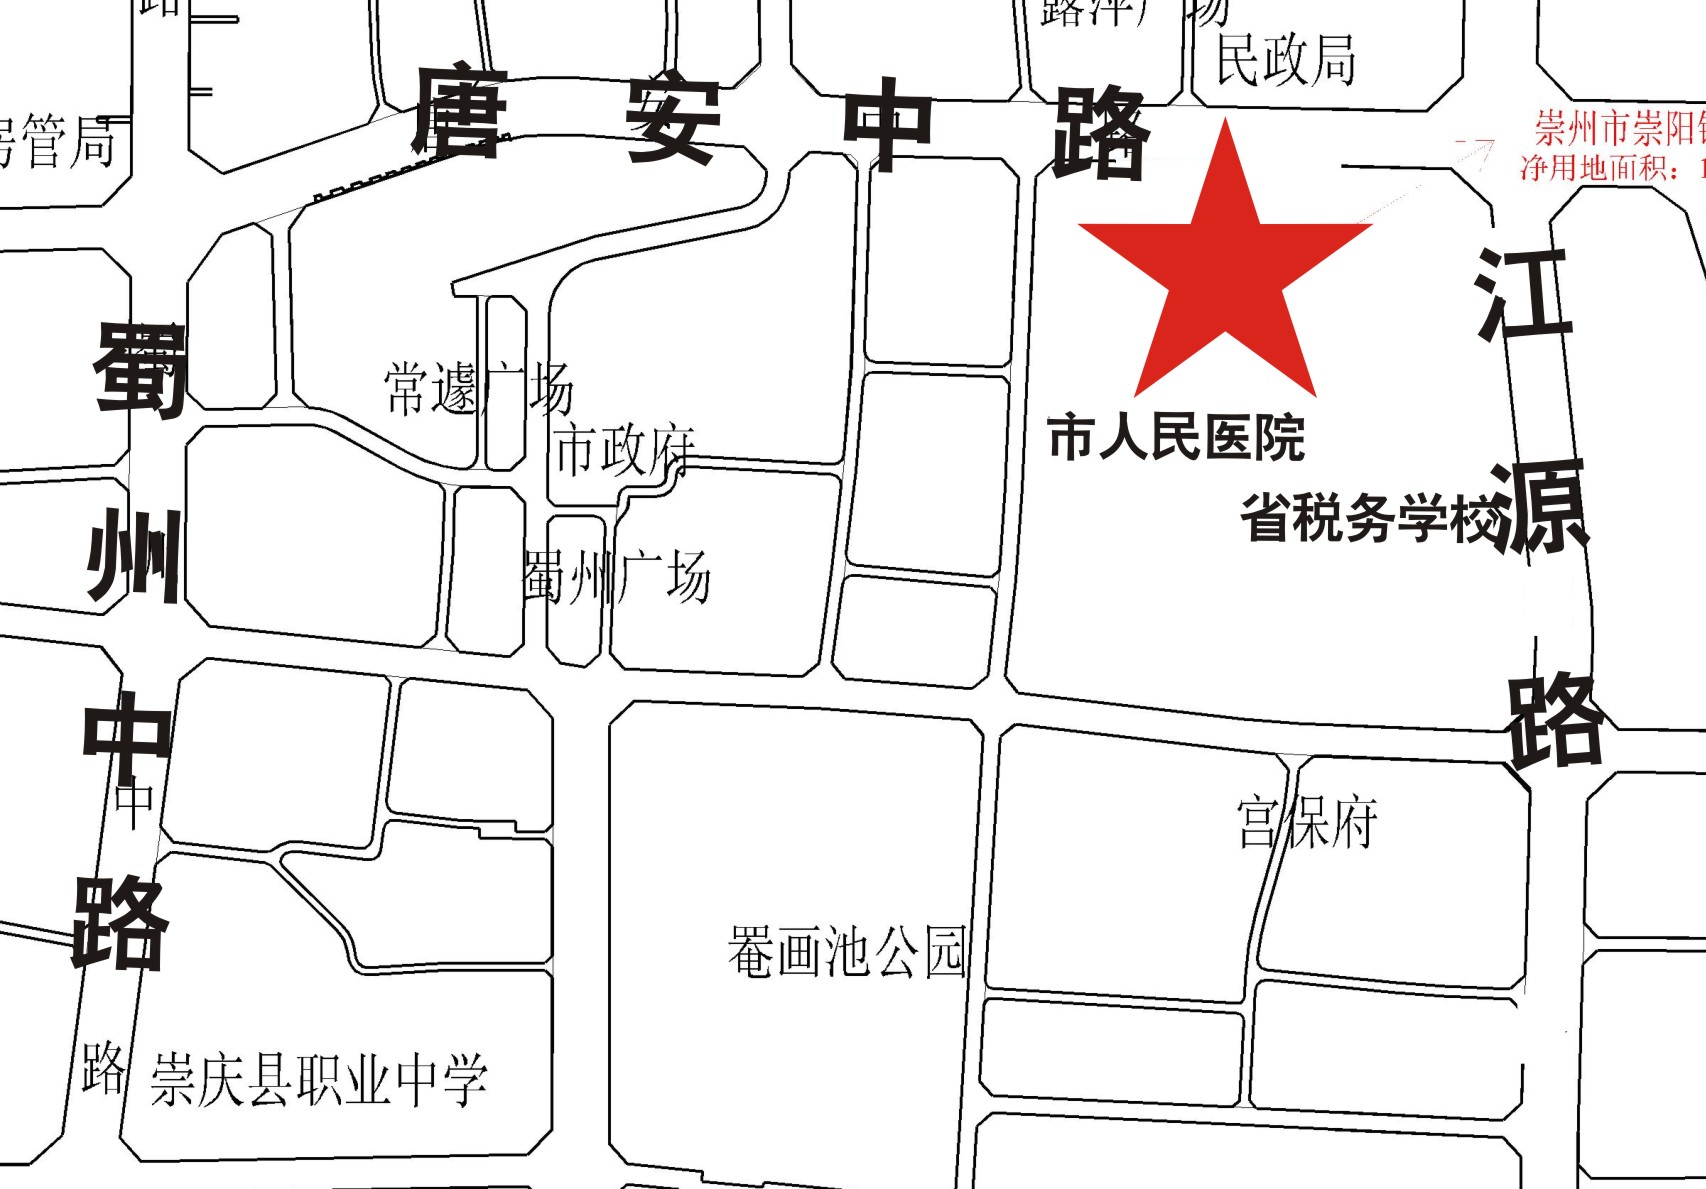 路
民政局
房管局
唐安中路
崇州市崇阳镇
净用地面积：1
蜀州中路
江源路
常遽广场
市政府
市人民医院
省税务学校
蜀州广场
中
宫保府
罨画池公园
路
崇庆县职业中学